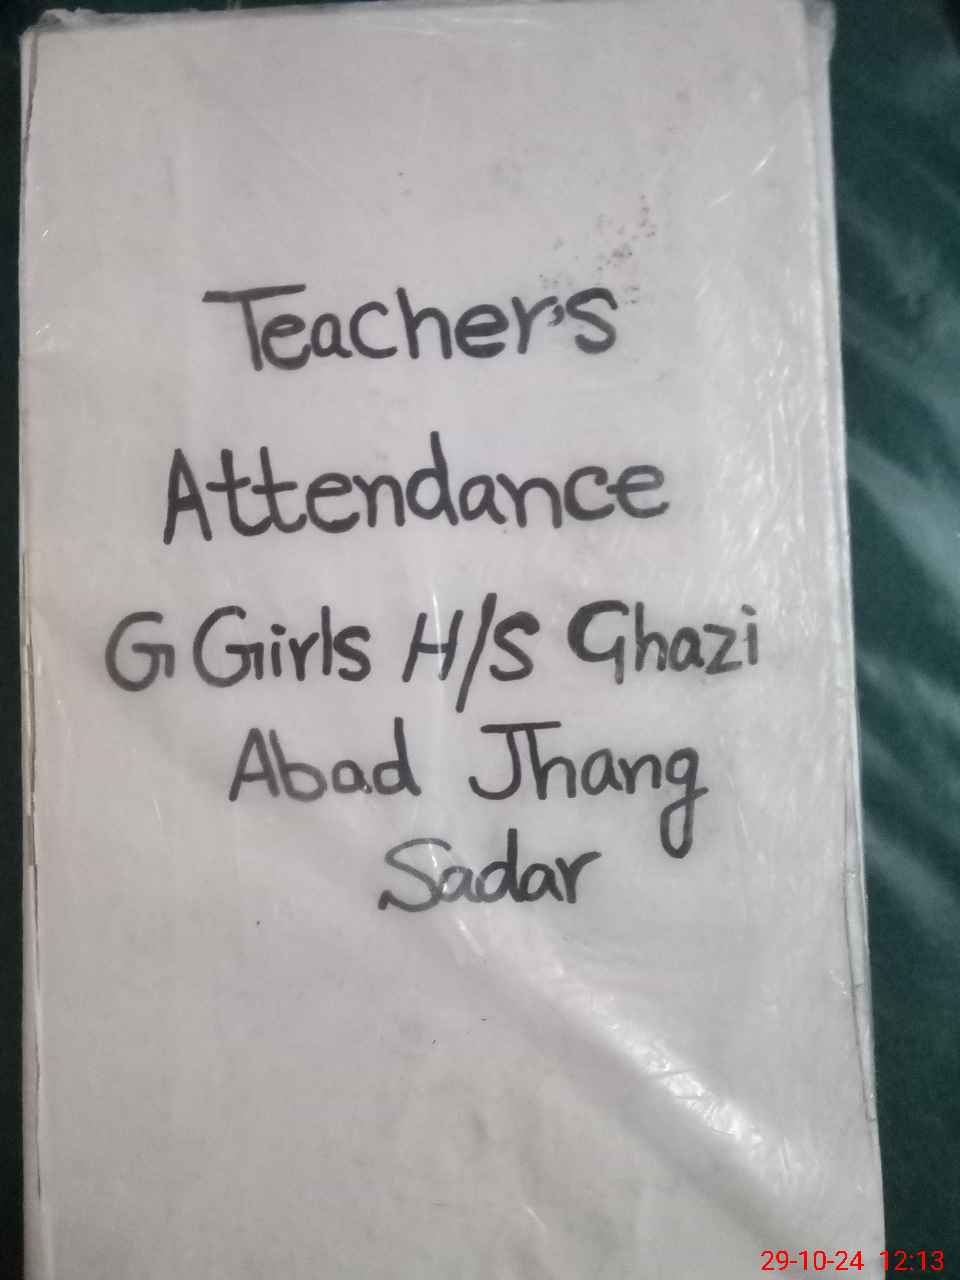 Teacher's
Attendance
G Girls H/S Ghazi
Abad Jhang
Sadar
29-10-24 12:13